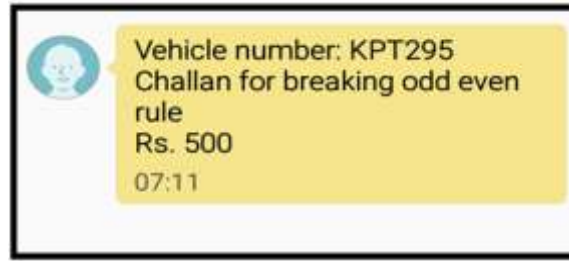 Vehicle number: KPT295
Challan for breaking odd even
rule
Rs. 500
07:11